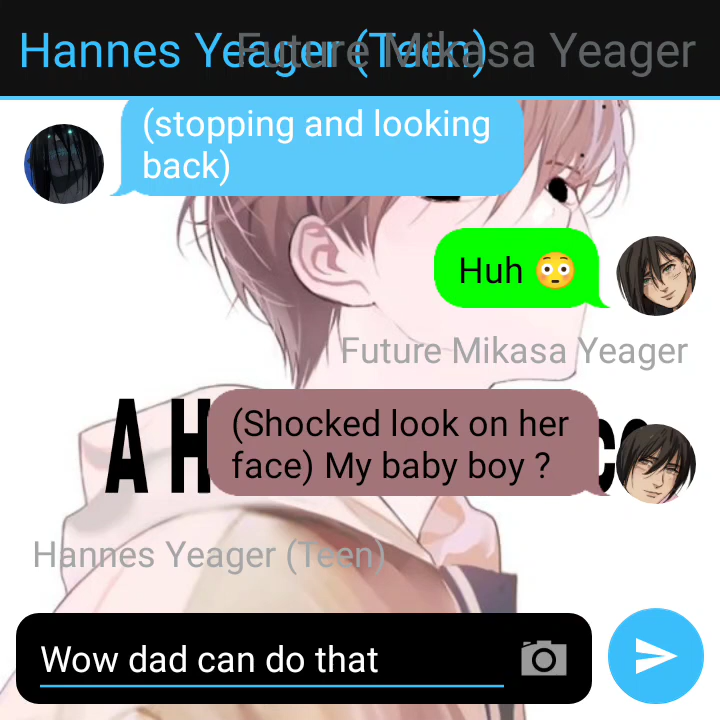 Hannes Yeager (Teen)
Future Mikasa Yeager
(stopping and looking
back)
Huh 😳
Future Mikasa Yeager
(Shocked look on her
face) My baby boy ?
A H
Hannes Yeager (Teen)
Wow dad can do that